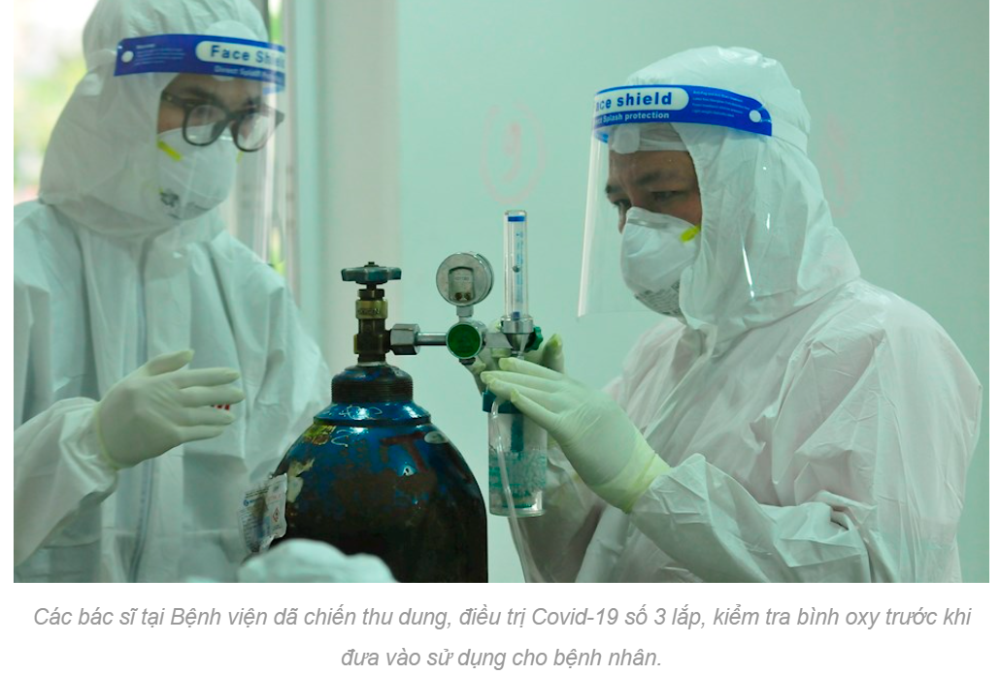 Face Shield
Direct Splash protection
ace shield
Direct Splash protection
Các bác sĩ tại Bệnh viện dã chiến thu dung, điều trị Covid-19 số 3 lắp, kiểm tra bình oxy trước khi
đưa vào sử dụng cho bệnh nhân.